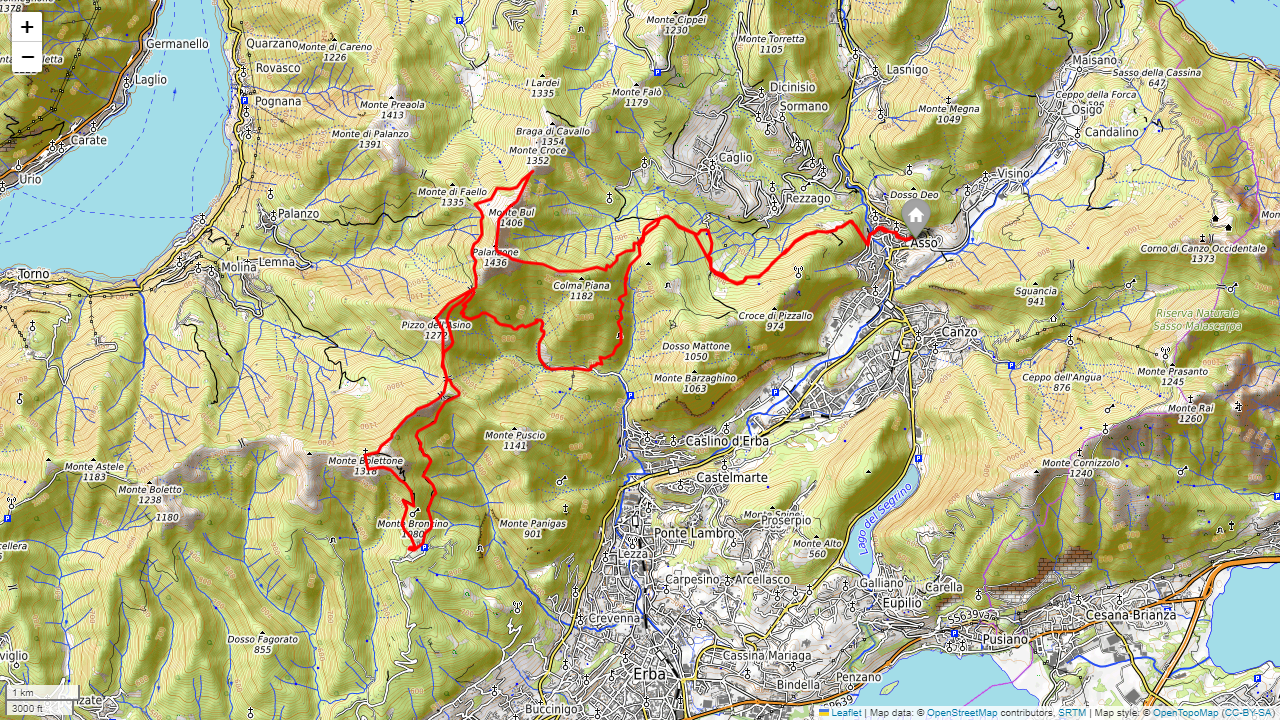 1378
+
−
Germanello
Laglio
Carate
Urio
Torno
Quarzano
Rovasco
Pognana
Palanzo
Molina
Lemna
Monte di Careno
1226
Monte Preaola
1413
Monte di Palanzo
1391
I Lardei
1335
Braga di Cavallo
1354
Monte Croce
1352
Monte di Faello
1335
Monte Bul
1406
Palanzone
1436
Colma Piana
1182
Pizzo dell'Asino
1272
Monte Cippei
1230
Monte Falò
1179
Monte Torretta
1105
Dicinisio
Sormano
Caglio
Rezzago
Lasnigo
Monte Megna
1049
Maisano
Sasso della Cassina
647
Ceppo della Forca
Osigo
Candalino
Visino
Dosso Deo
Asso
Corno di Canzo Occidentale
1373
Sguancia
941
Riserva Naturale
Sasso Malascarpa
Canzo
Croce di Pizzallo
974
Dosso Mattone
1050
Monte Barzaghino
1063
Ceppo dell'Angua
876
Monte Prasanto
1245
Monte Rai
1260
Monte Cornizzolo
1240
Monte Puscio
1141
Caslino d'Erba
Castelmarte
Monte Bolettone
1318
Monte Astele
1183
Monte Boletto
1238
1180
Monte Broncino
1080
Monte Panigas
901
Lezza
Ponte Lambro
Proserpio
Monte Alto
560
Lago del Segrino
Carpesino
Arcellasco
Galliano
Carella
Eupilio
SS639var
Cesana Brianza
Pusiano
Crevenna
Dosso Fagorato
855
Cassina Mariaga
Bindella
Penzano
Erba
Buccinigo
1 km
3000 ft
Leaflet | Map data: © OpenStreetMap contributors, SRTM | Map style: © OpenTopoMap (CC-BY-SA)